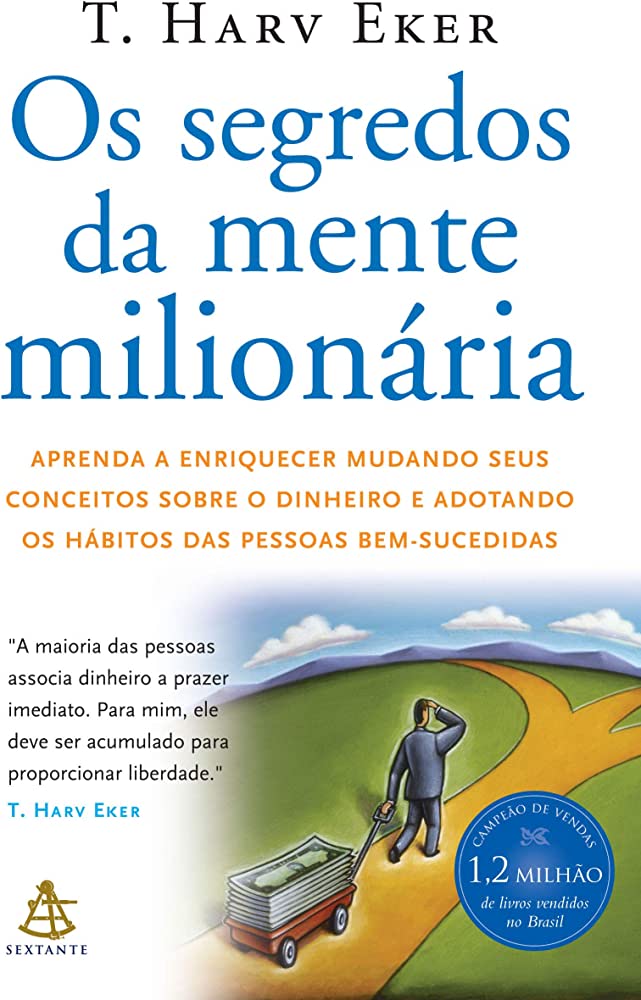 T. HARV EKER
Os segredos
da mente
milionária
APRENDA A ENRIQUECER MUDANDO SEUS
CONCEITOS SOBRE O DINHEIRO E ADOTANDO
OS HÁBITOS DAS PESSOAS BEM-SUCEDIDAS
"A maioria das pessoas
associa dinheiro a prazer
imediato. Para mim, ele
deve ser acumulado para
proporcionar liberdade."
T. HARV EKER
CAMPEÃO DE VENDAS
1,2 MILHÃO
de livros vendidos
no Brasil
SEXTANTE